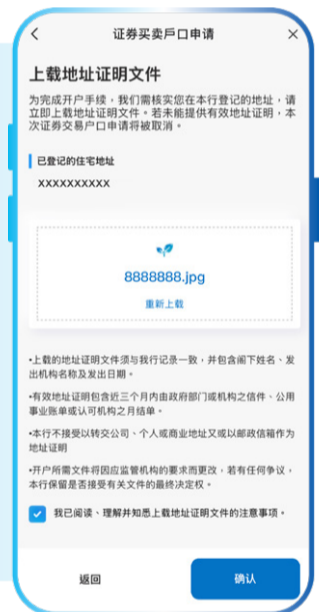 证券买卖戶口申请
上载地址证明文件
为完成开户手续，我们需核实您在本行登记的地址，请
立即上载地址证明文件。若未能提供有效地址证明，本
次证券交易户口申请将被取消。
已登记的住宅地址
XXXXXXXXXX
8888888.jpg
重新上载
•上载的地址证明文件须与我行记录一致，并包含阁下姓名、发
出机构名称及发出日期。
•有效地址证明包含近三个月内由政府部门或机构之信件、公用
事业账单或认可机构之月结单。
•本行不接受以转交公司、个人或商业地址又或以邮政信箱作为
地址证明
•开户所需文件将因应监管机构的要求而更改，若有任何争议，
本行保留是否接受有关文件的最终决定权。
我已阅读、理解并知悉上载地址证明文件的注意事项。
返回
确认